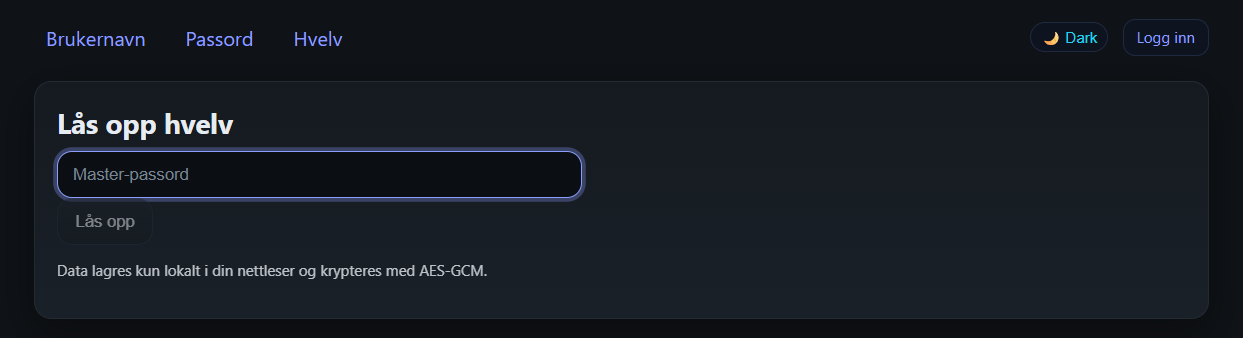 Brukernavn Passord Hvelv 🌙 Dark Logg inn
Lås opp hvelv
Master-passord
Lås opp
Data lagres kun lokalt i din nettleser og krypteres med AES-GCM.